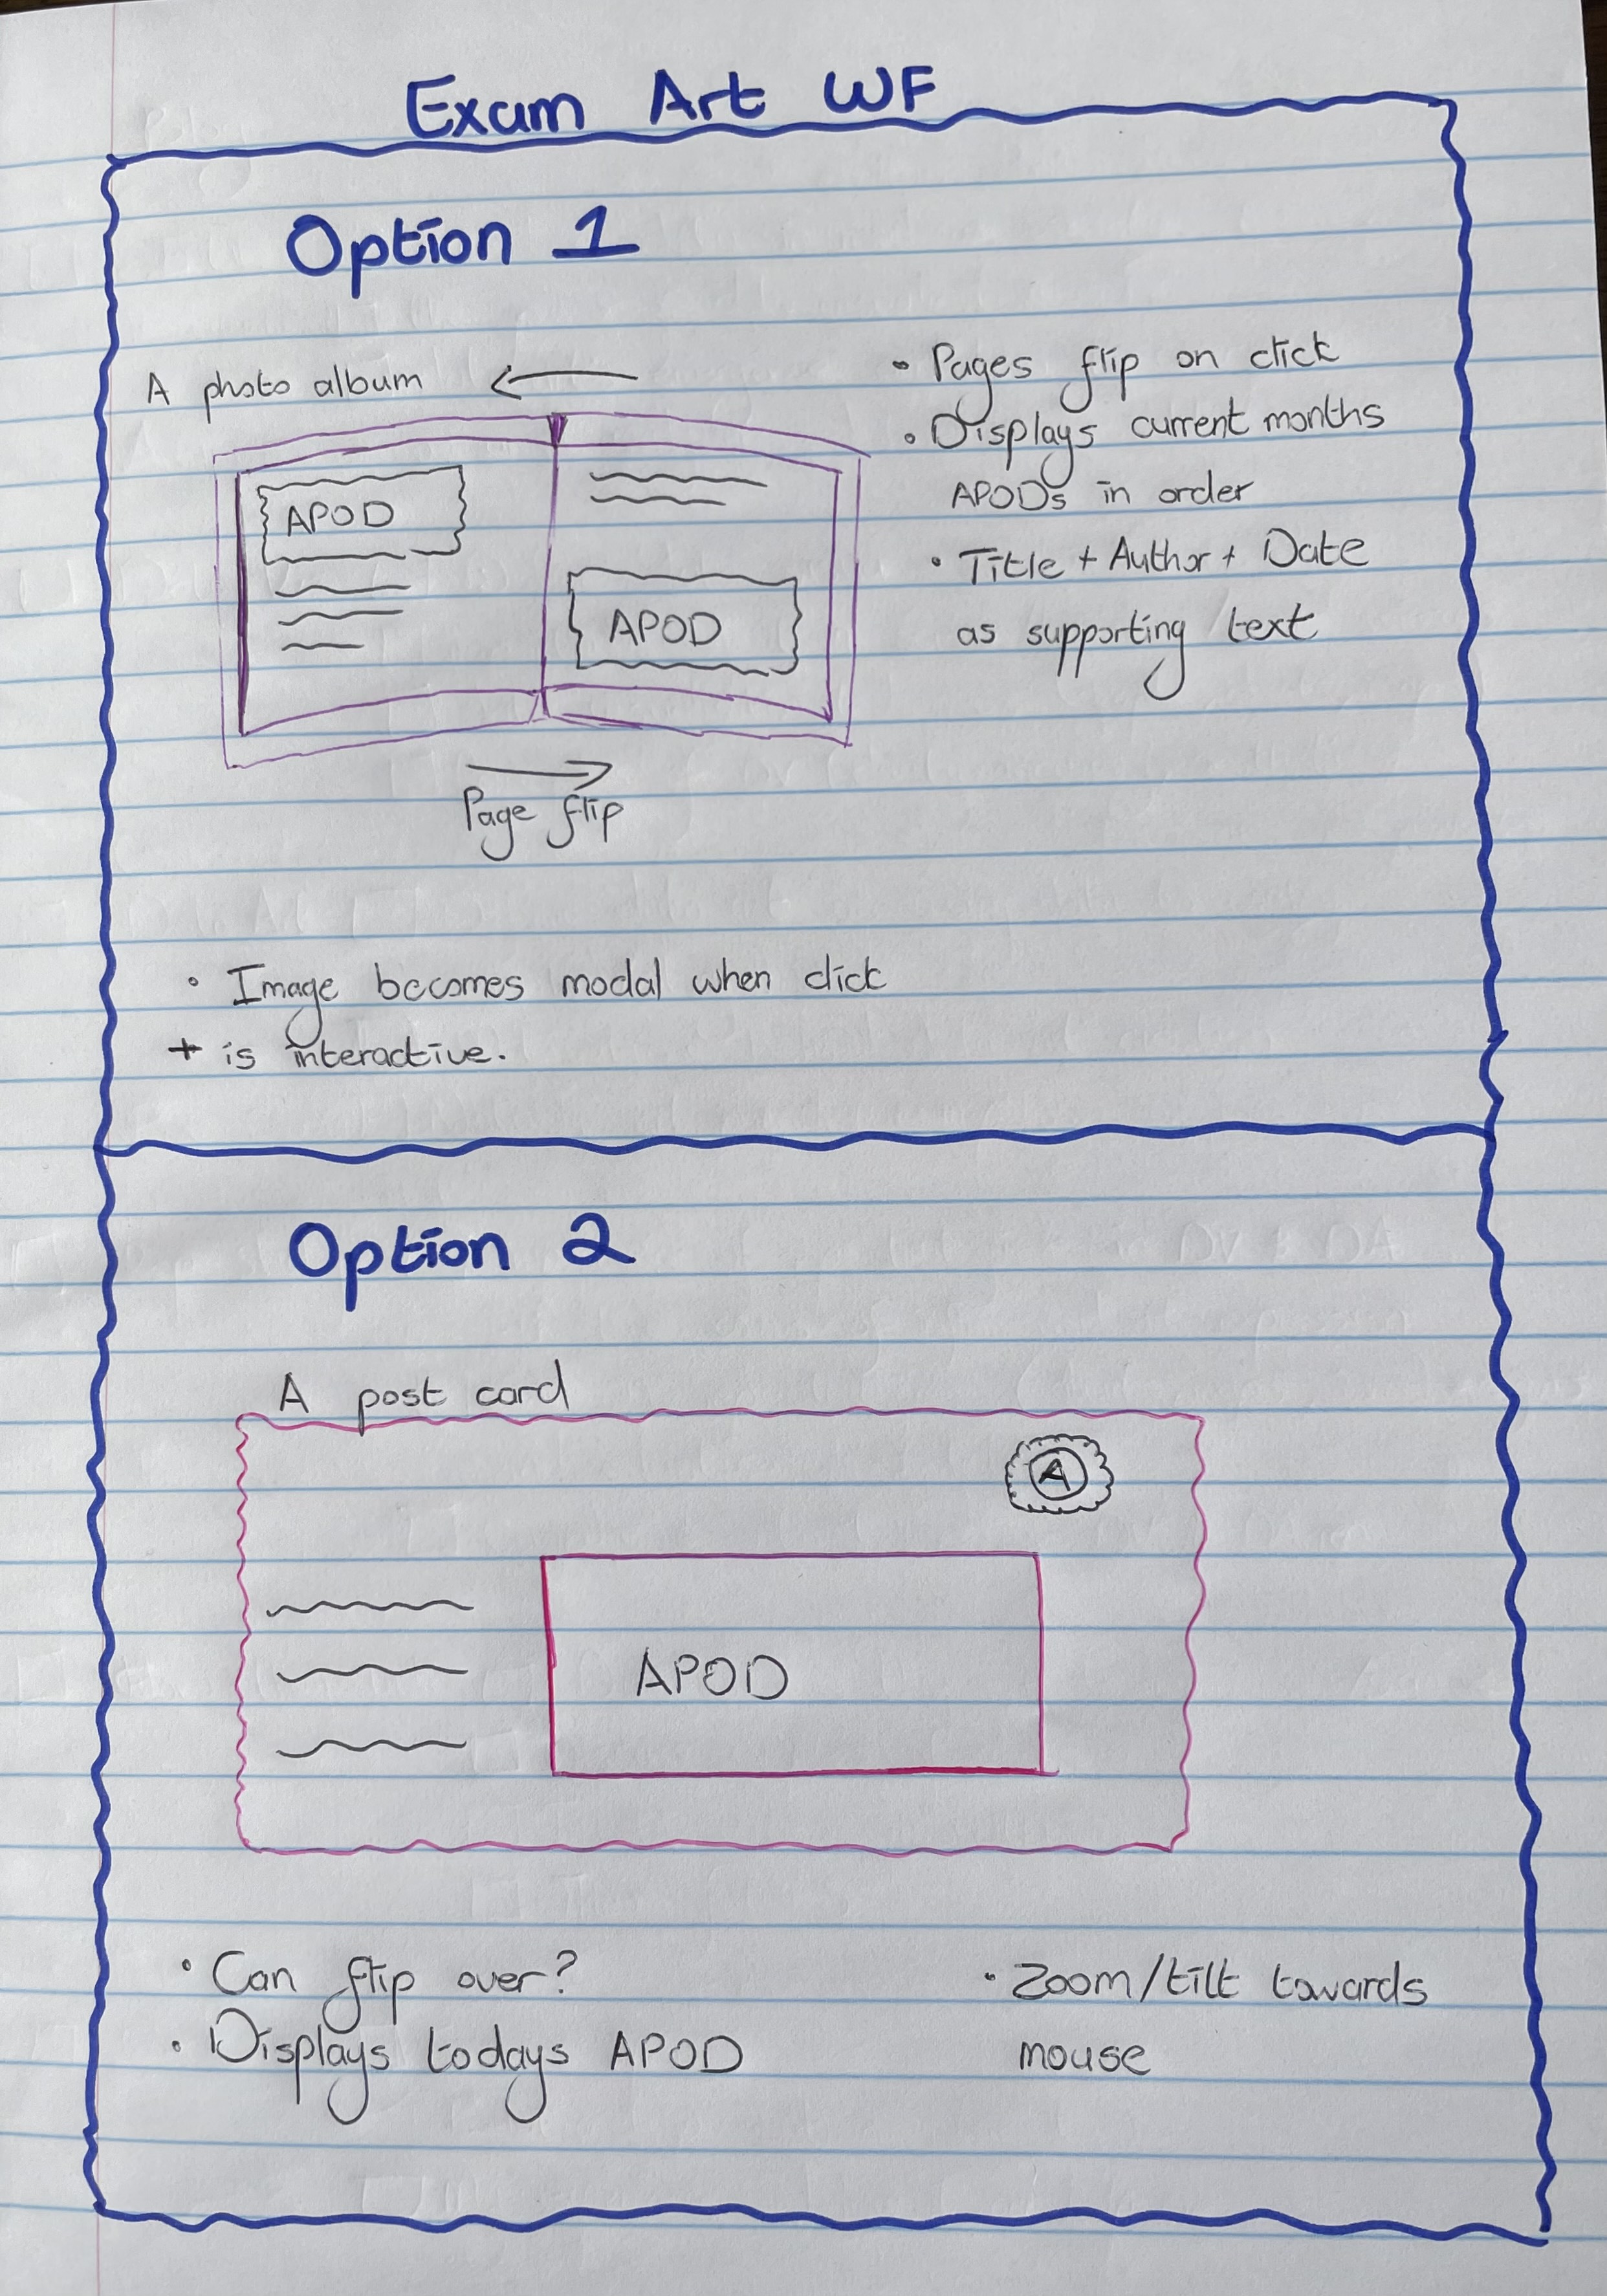 Exam Art WF
Option 1
A photo album
APOD
APOD
Page flip
• Pages flip on click
• Displays current months
APODs in order
• Title + Author + Date
as supporting text
• Image becomes modal when click
+ is interactive.
Option 2
A post card
A
APOD
• Can flip over?
• Displays todays APOD
• Zoom/tilt towards
mouse